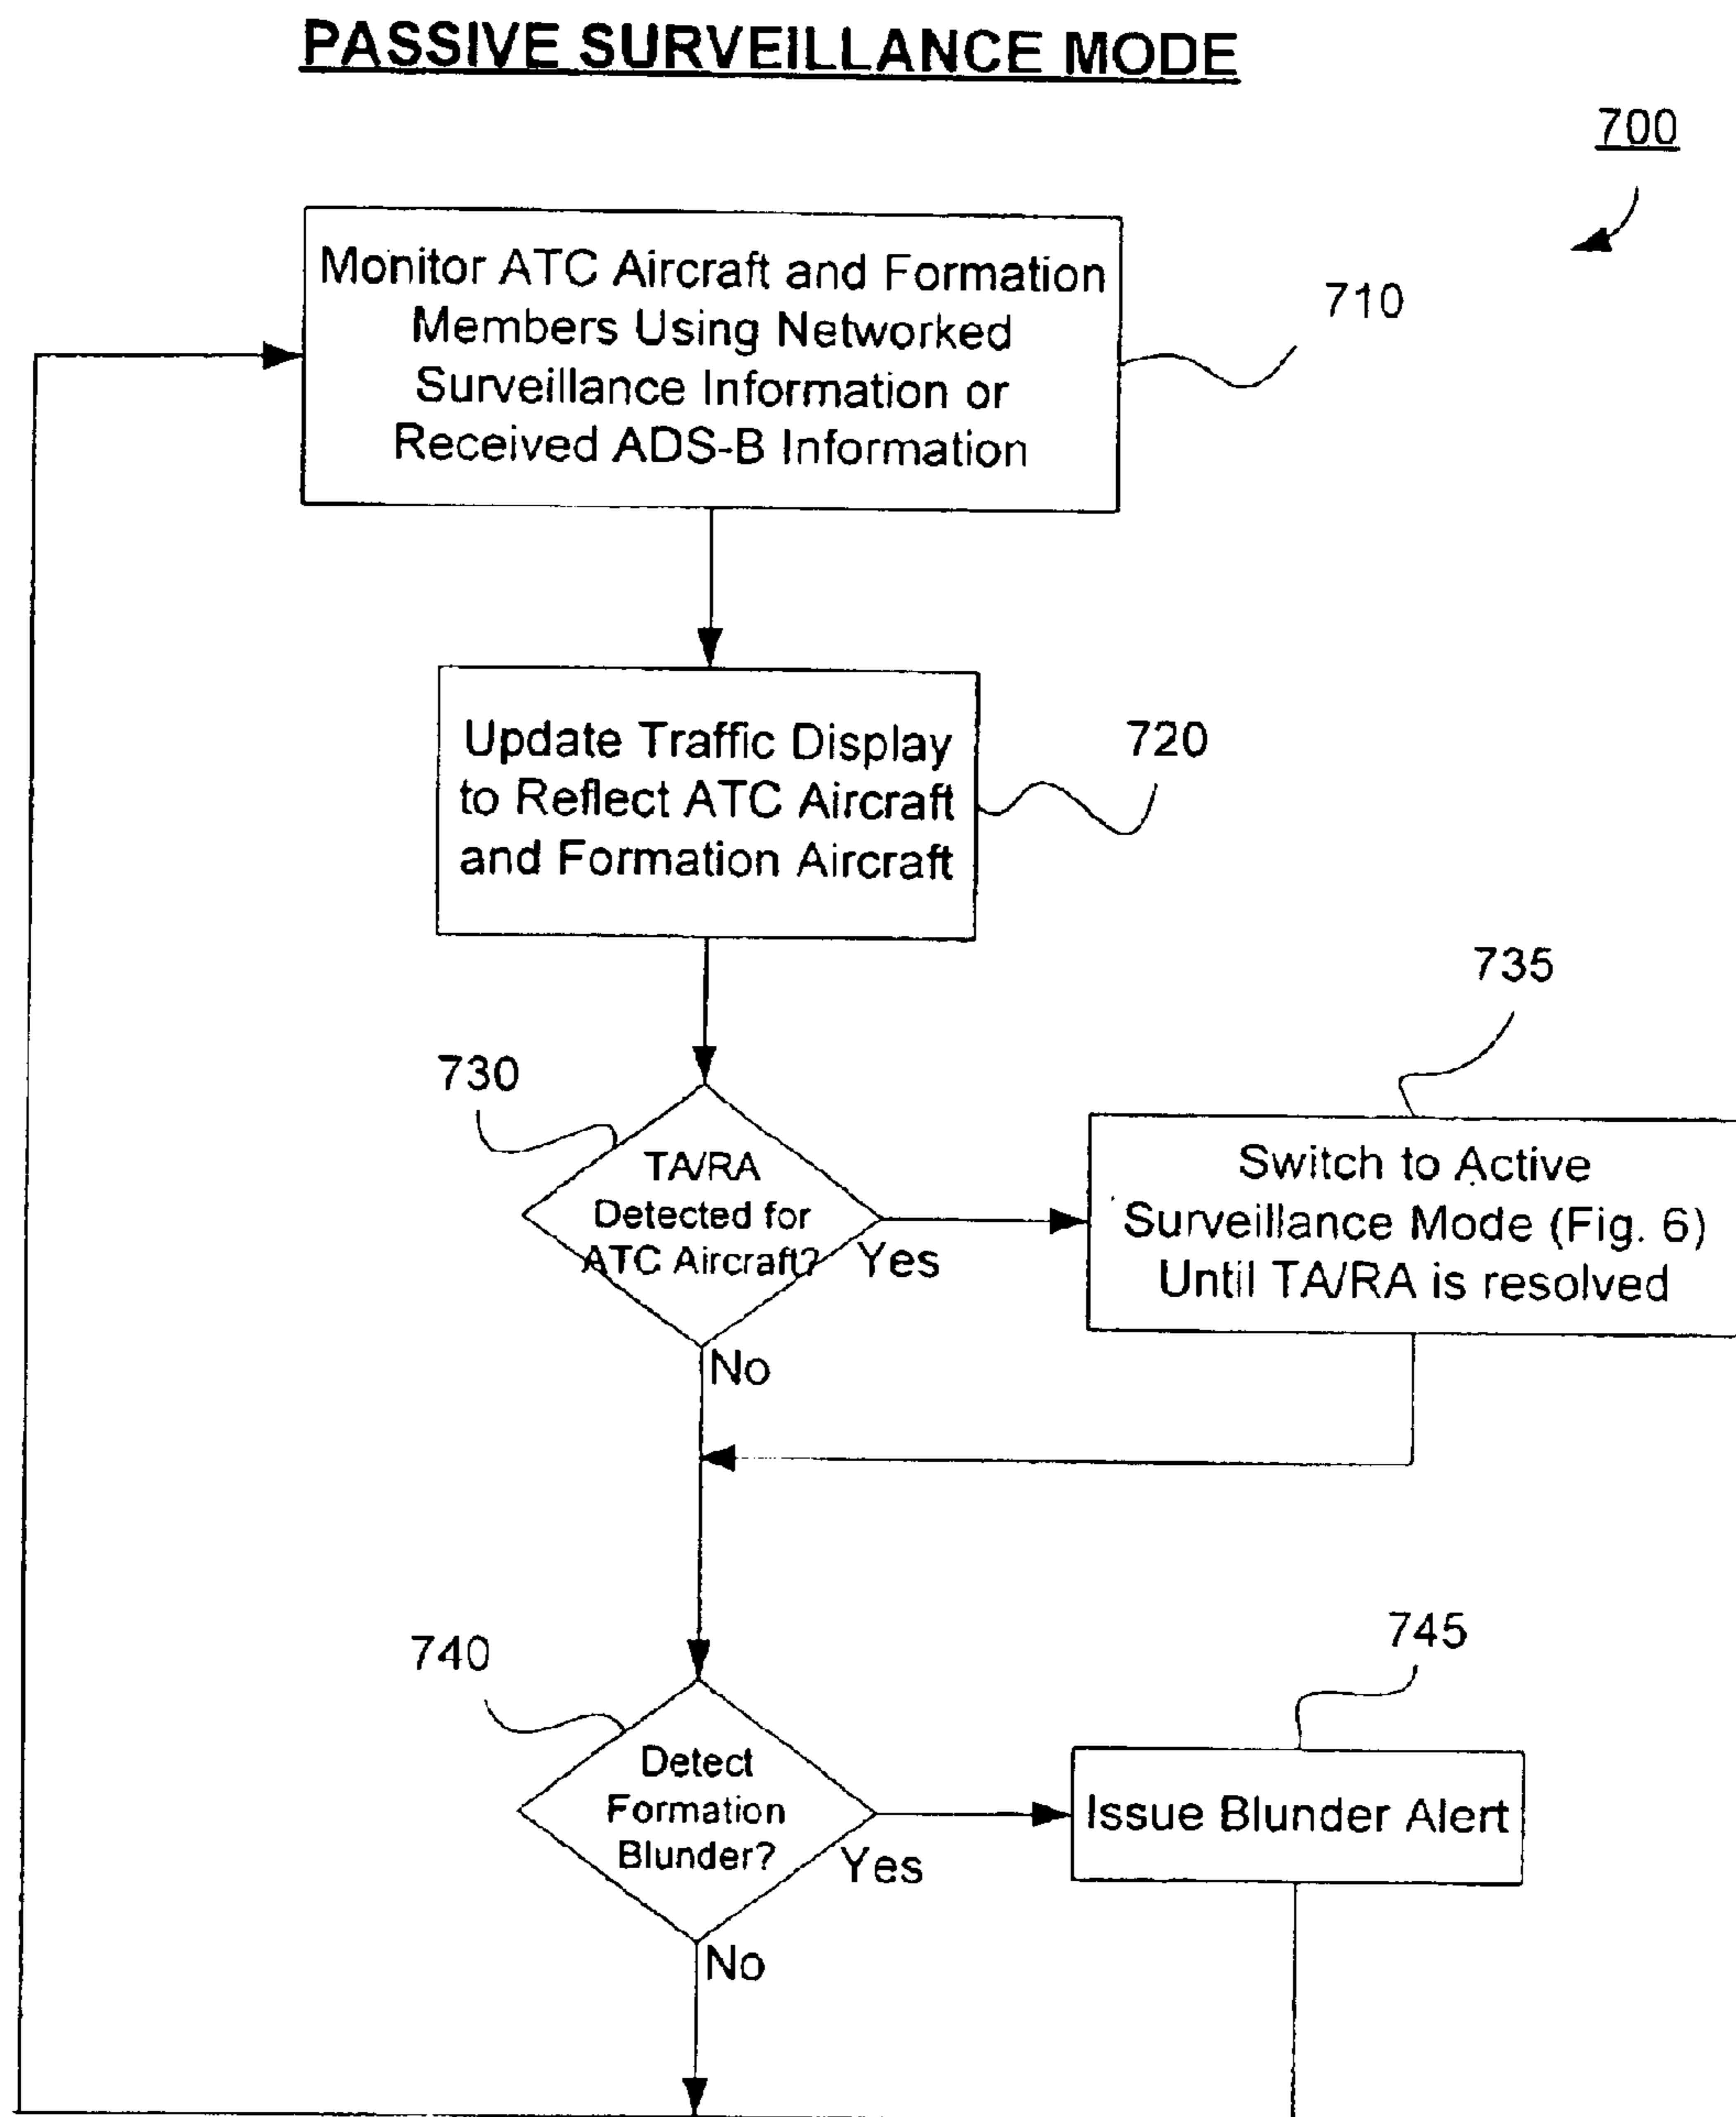 PASSIVE SURVEILLANCE MODE
700
Monitor ATC Aircraft and Formation
Members Using Networked
Surveillance Information or
Received ADS-B Information
710
Update Traffic Display
to Reflect ATC Aircraft
and Formation Aircraft
720
730
TA/RA
Detected for
ATC Aircraft?
Yes
No
735
Switch to Active
Surveillance Mode (Fig. 6)
Until TA/RA is resolved
740
Detect
Formation
Blunder?
Yes
No
745
Issue Blunder Alert